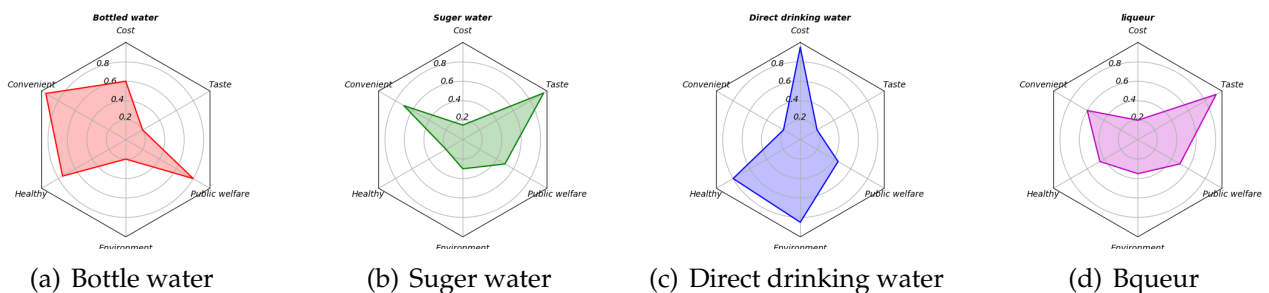 Bottled water
Cost
0.8
Convenient
Taste
0.6
0.4
0.2
Healthy
Public welfare
Environment
(a) Bottle water
Suger water
Cost
0.8
Convenient
Taste
0.6
0.4
0.2
Healthy
Public welfare
Environment
(b) Suger water
Direct drinking water
Cost
0.8
Convenient
Taste
0.6
0.4
0.2
Healthy
Public welfare
Environment
(c) Direct drinking water
liqueur
Cost
0.8
Convenient
Taste
0.6
0.4
0.2
Healthy
Public welfare
Environment
(d) Bqueur